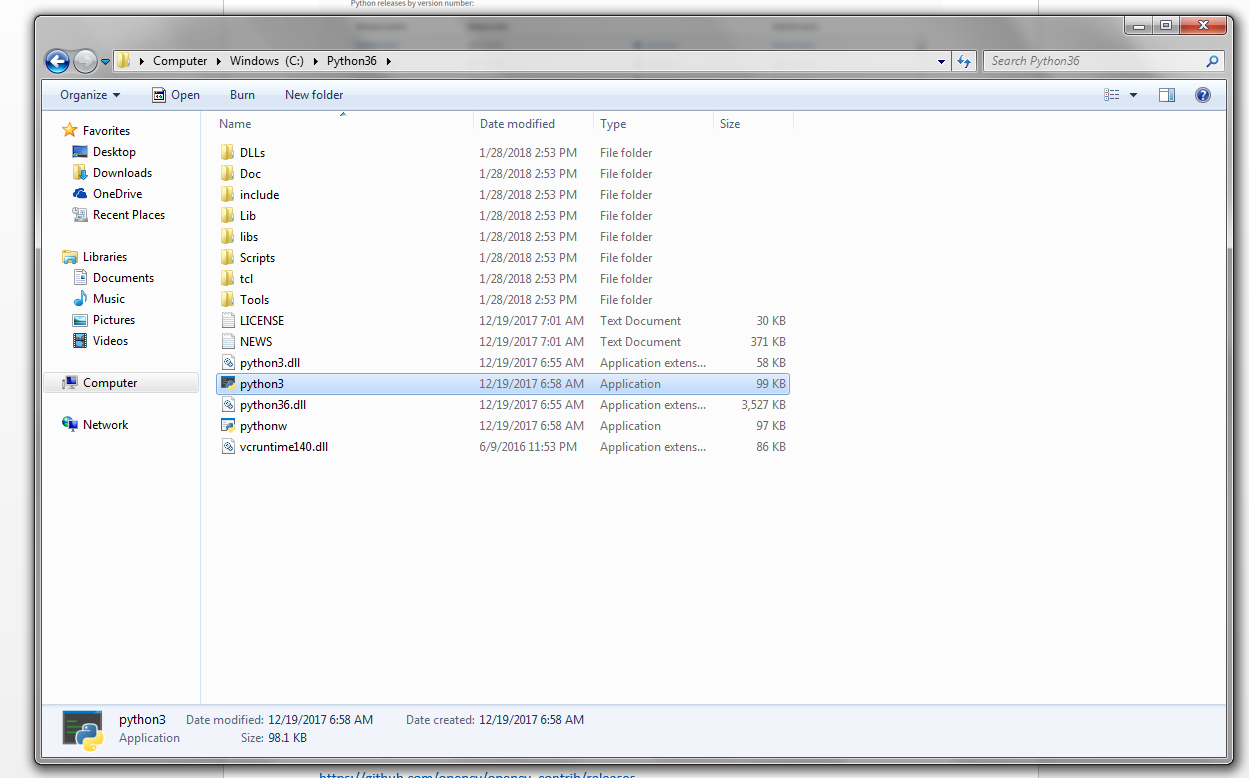 Python releases by version number:
Computer Windows (C:) Python36
Search Python36
Organize Open Burn New folder
Name Date modified Type Size
Favorites
Desktop
Downloads
OneDrive
Recent Places
Libraries
Documents
Music
Pictures
Videos
Computer
Network
DLLs 1/28/2018 2:53 PM File folder
Doc 1/28/2018 2:53 PM File folder
include 1/28/2018 2:53 PM File folder
Lib 1/28/2018 2:53 PM File folder
libs 1/28/2018 2:53 PM File folder
Scripts 1/28/2018 2:53 PM File folder
tcl 1/28/2018 2:53 PM File folder
Tools 1/28/2018 2:53 PM File folder
LICENSE 12/19/2017 7:01 AM Text Document 30 KB
NEWS 12/19/2017 7:01 AM Text Document 371 KB
python3.dll 12/19/2017 6:55 AM Application extens... 58 KB
python3 12/19/2017 6:58 AM Application 99 KB
python36.dll 12/19/2017 6:55 AM Application extens... 3,527 KB
pythonw 12/19/2017 6:58 AM Application 97 KB
vcruntime140.dll 6/9/2016 11:53 PM Application extens... 86 KB
python3 Date modified: 12/19/2017 6:58 AM Date created: 12/19/2017 6:58 AM
Application Size: 98.1 KB
https://github.com/opencv/opencv_contrib/releases